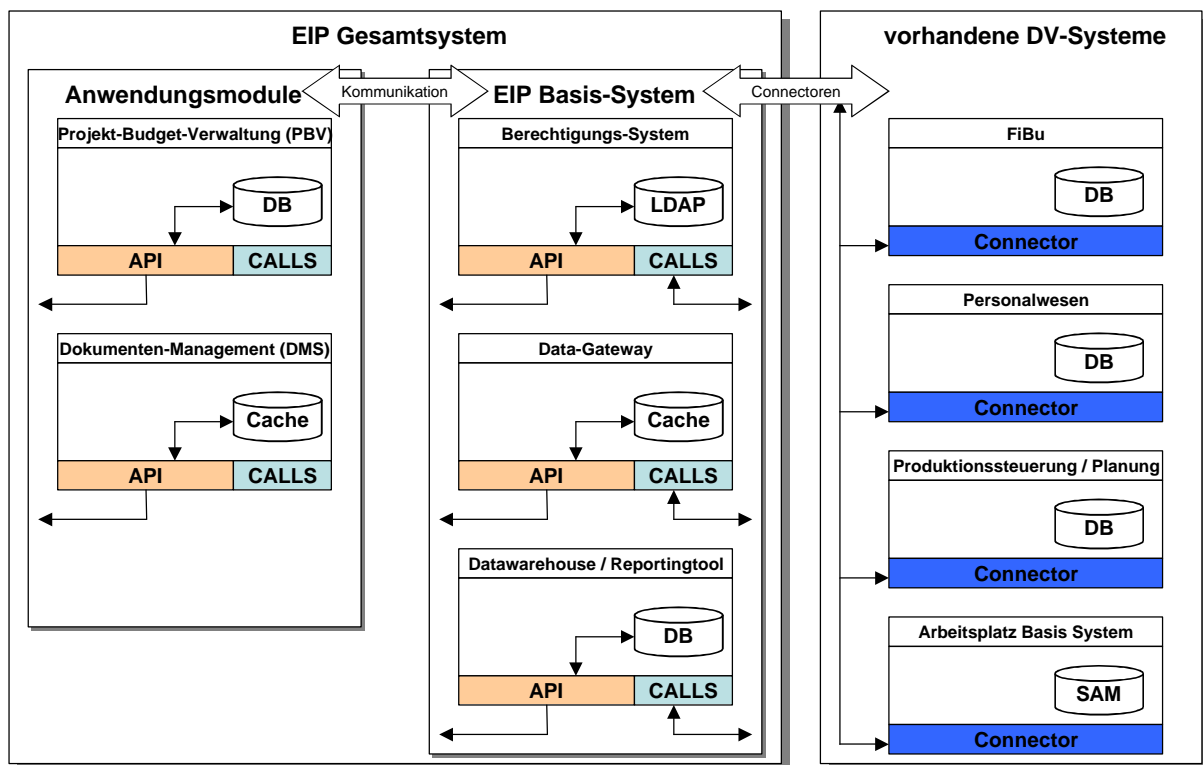 EIP Gesamtsystem
Anwendungsmodule
Kommunikation
EIP Basis-System
Connectoren
vorhandene DV-Systeme
Projekt-Budget-Verwaltung (PBV)
DB
API
CALLS
Dokumenten-Management (DMS)
Cache
API
CALLS
Berechtigungs-System
LDAP
API
CALLS
Data-Gateway
Cache
API
CALLS
Datawarehouse / Reportingtool
DB
API
CALLS
FiBu
DB
Connector
Personalwesen
DB
Connector
Produktionssteuerung / Planung
DB
Connector
Arbeitsplatz Basis System
SAM
Connector